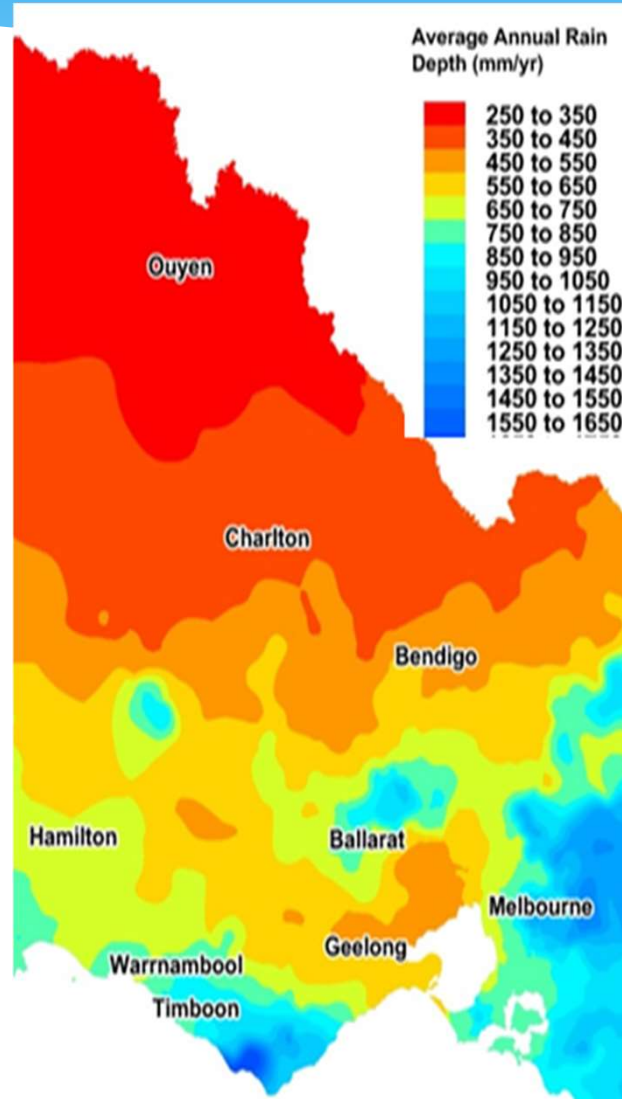 Average Annual Rain
Depth (mm/yr)
250 to 350
350 to 450
450 to 550
550 to 650
650 to 750
750 to 850
850 to 950
950 to 1050
1050 to 1150
1150 to 1250
1250 to 1350
1350 to 1450
1450 to 1550
1550 to 1650
Ouyen
Charlton
Bendigo
Hamilton
Ballarat
Melbourne
Geelong
Warrnambool
Timboon